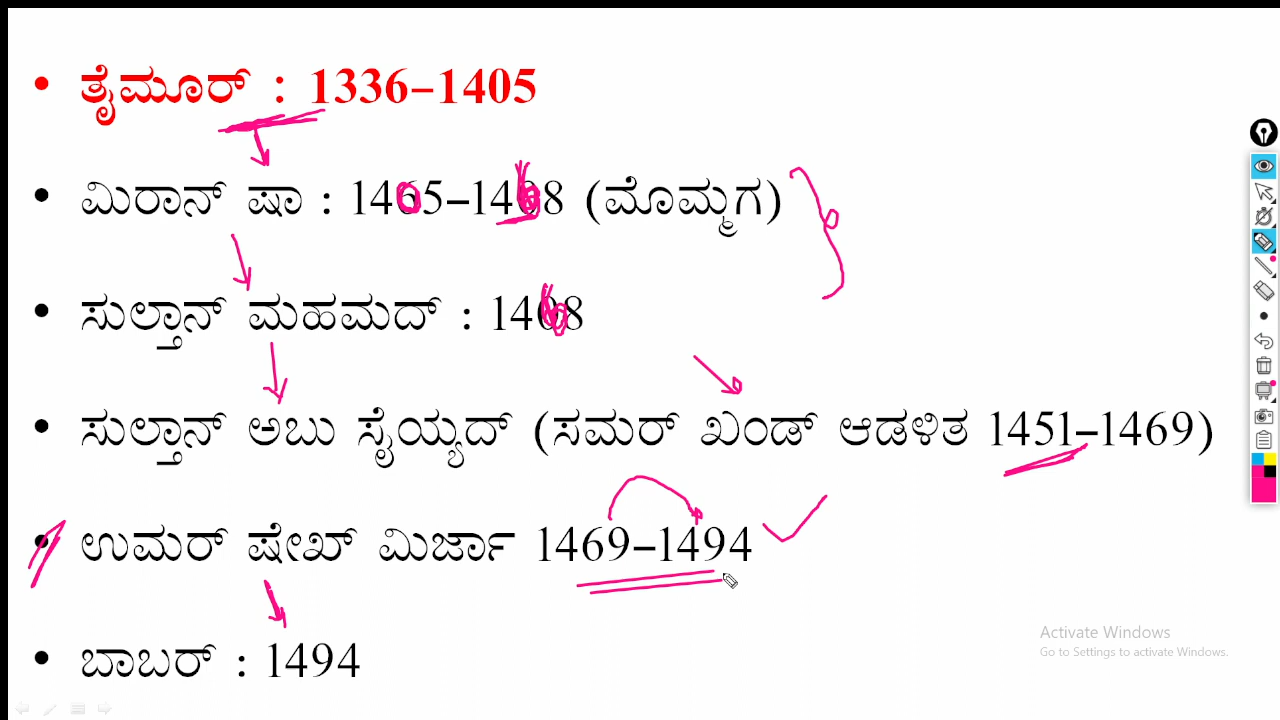 • ತೈಮೂರ್ : 1336-1405
• ಮಿರಾನ್ ಷಾ : 1405-1408 (ಮೊಮ್ಮಗ)
• ಸುಲ್ತಾನ್ ಮಹಮದ್ : 1408
• ಸುಲ್ತಾನ್ ಅಬು ಸೈಯ್ಯದ್ (ಸಮರ್ ಖಂಡ್ ಆಡಳಿತ 1451-1469)
• ಉಮರ್ ಷೇಖ್ ಮಿರ್ಜಾ 1469-1494
• ಬಾಬರ್ : 1494
Activate Windows
Go to Settings to activate Windows.